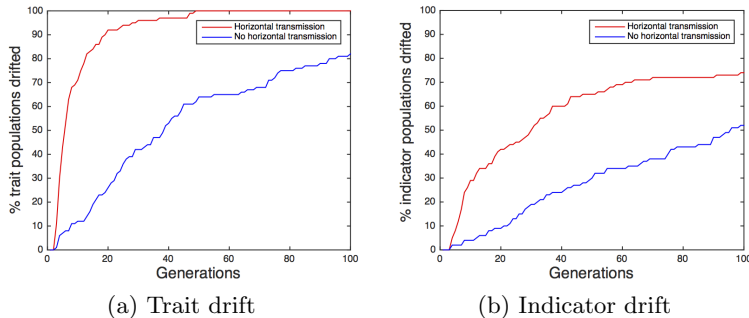 100
90
80
70
60
50
40
30
20
10
0
% trait populations drifted
0 20 40 60 80 100
Generations
Horizontal transmission
No horizontal transmission
(a) Trait drift
100
90
80
70
60
50
40
30
20
10
0
% indicator populations drifted
0 20 40 60 80 100
Generations
Horizontal transmission
No horizontal transmission
(b) Indicator drift